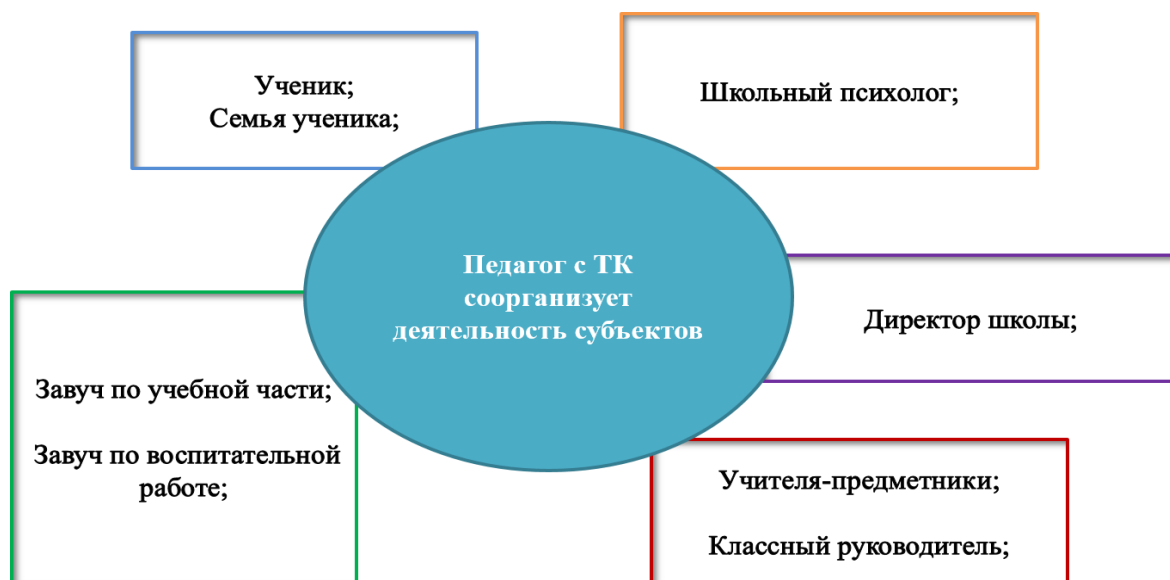 Ученик;
Семья ученика;
Школьный психолог;
Педагог с ТК
соорганизует
деятельность субъектов
Директор школы;
Завуч по учебной части;
Завуч по воспитательной
работе;
Учителя-предметники;
Классный руководитель;